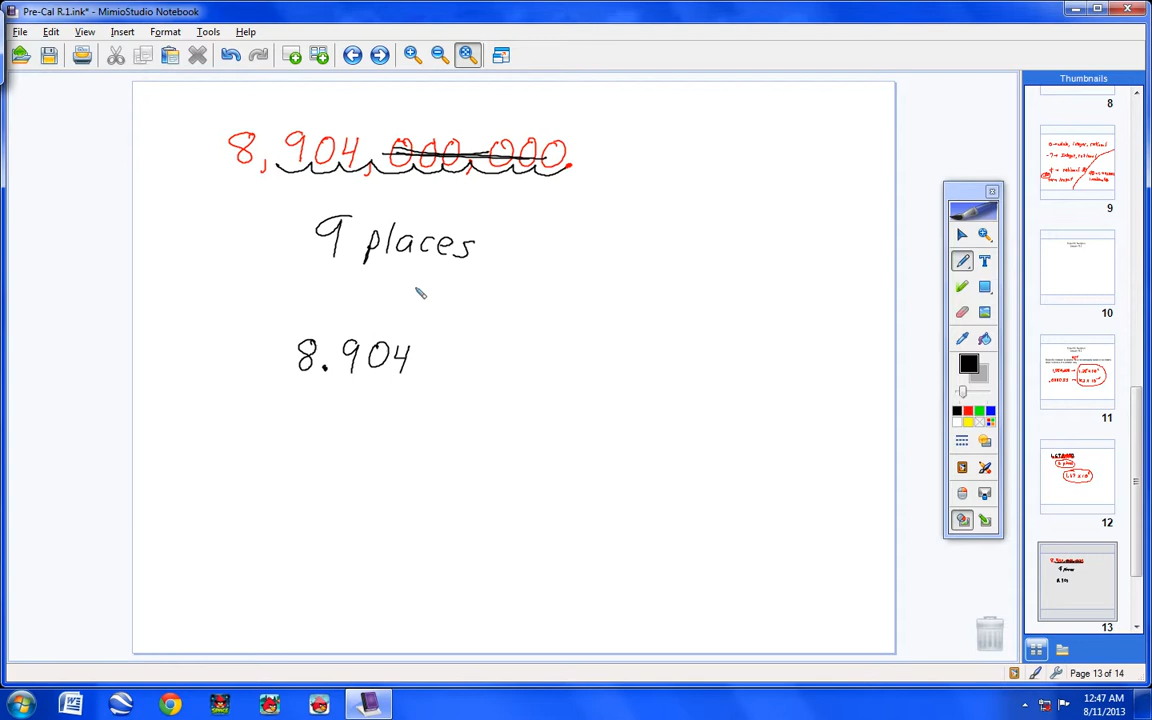 Pre-Cal R.1.ink* - MimioStudio Notebook
File Edit View Insert Format Tools Help
Thumbnails
8,904,000,000.
9 places
8.904
8
9
10
11
12
13
Page 13 of 14
12:47 AM
8/11/2013